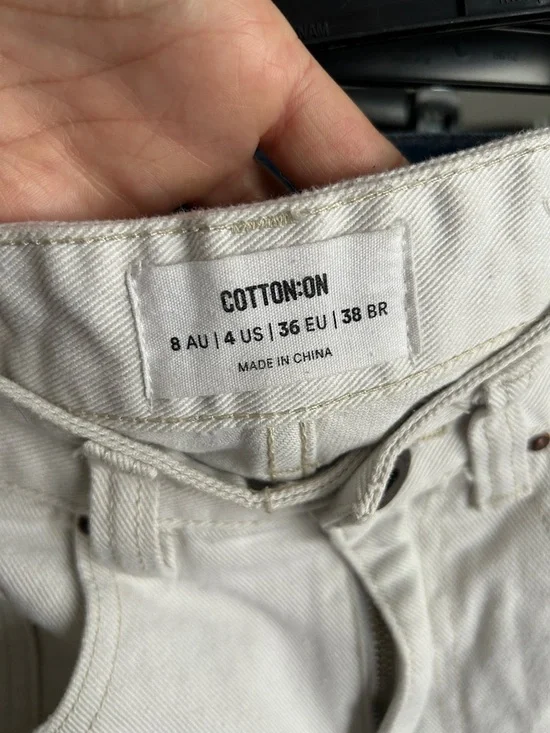 COTTON:ON
8 AU | 4 US | 36 EU | 38 BR
MADE IN CHINA